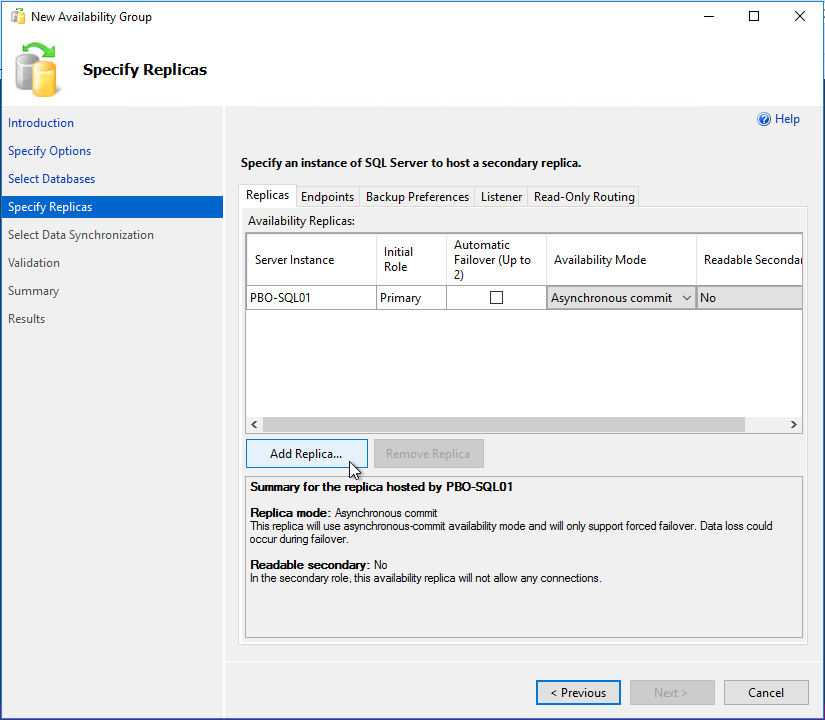 New Availability Group
Specify Replicas
Help
Introduction
Specify Options
Select Databases
Specify Replicas
Select Data Synchronization
Validation
Summary
Results
Specify an instance of SQL Server to host a secondary replica.
Replicas Endpoints Backup Preferences Listener Read-Only Routing
Availability Replicas:
Server Instance
Initial
Role
Automatic
Failover (Up to
2)
Availability Mode
Readable Secondar
PBO-SQL01 Primary Asynchronous commit No
Add Replica... Remove Replica
Summary for the replica hosted by PBO-SQL01
Replica mode: Asynchronous commit
This replica will use asynchronous-commit availability mode and will only support forced failover. Data loss could
occur during failover.
Readable secondary: No
In the secondary role, this availability replica will not allow any connections.
< Previous Next > Cancel